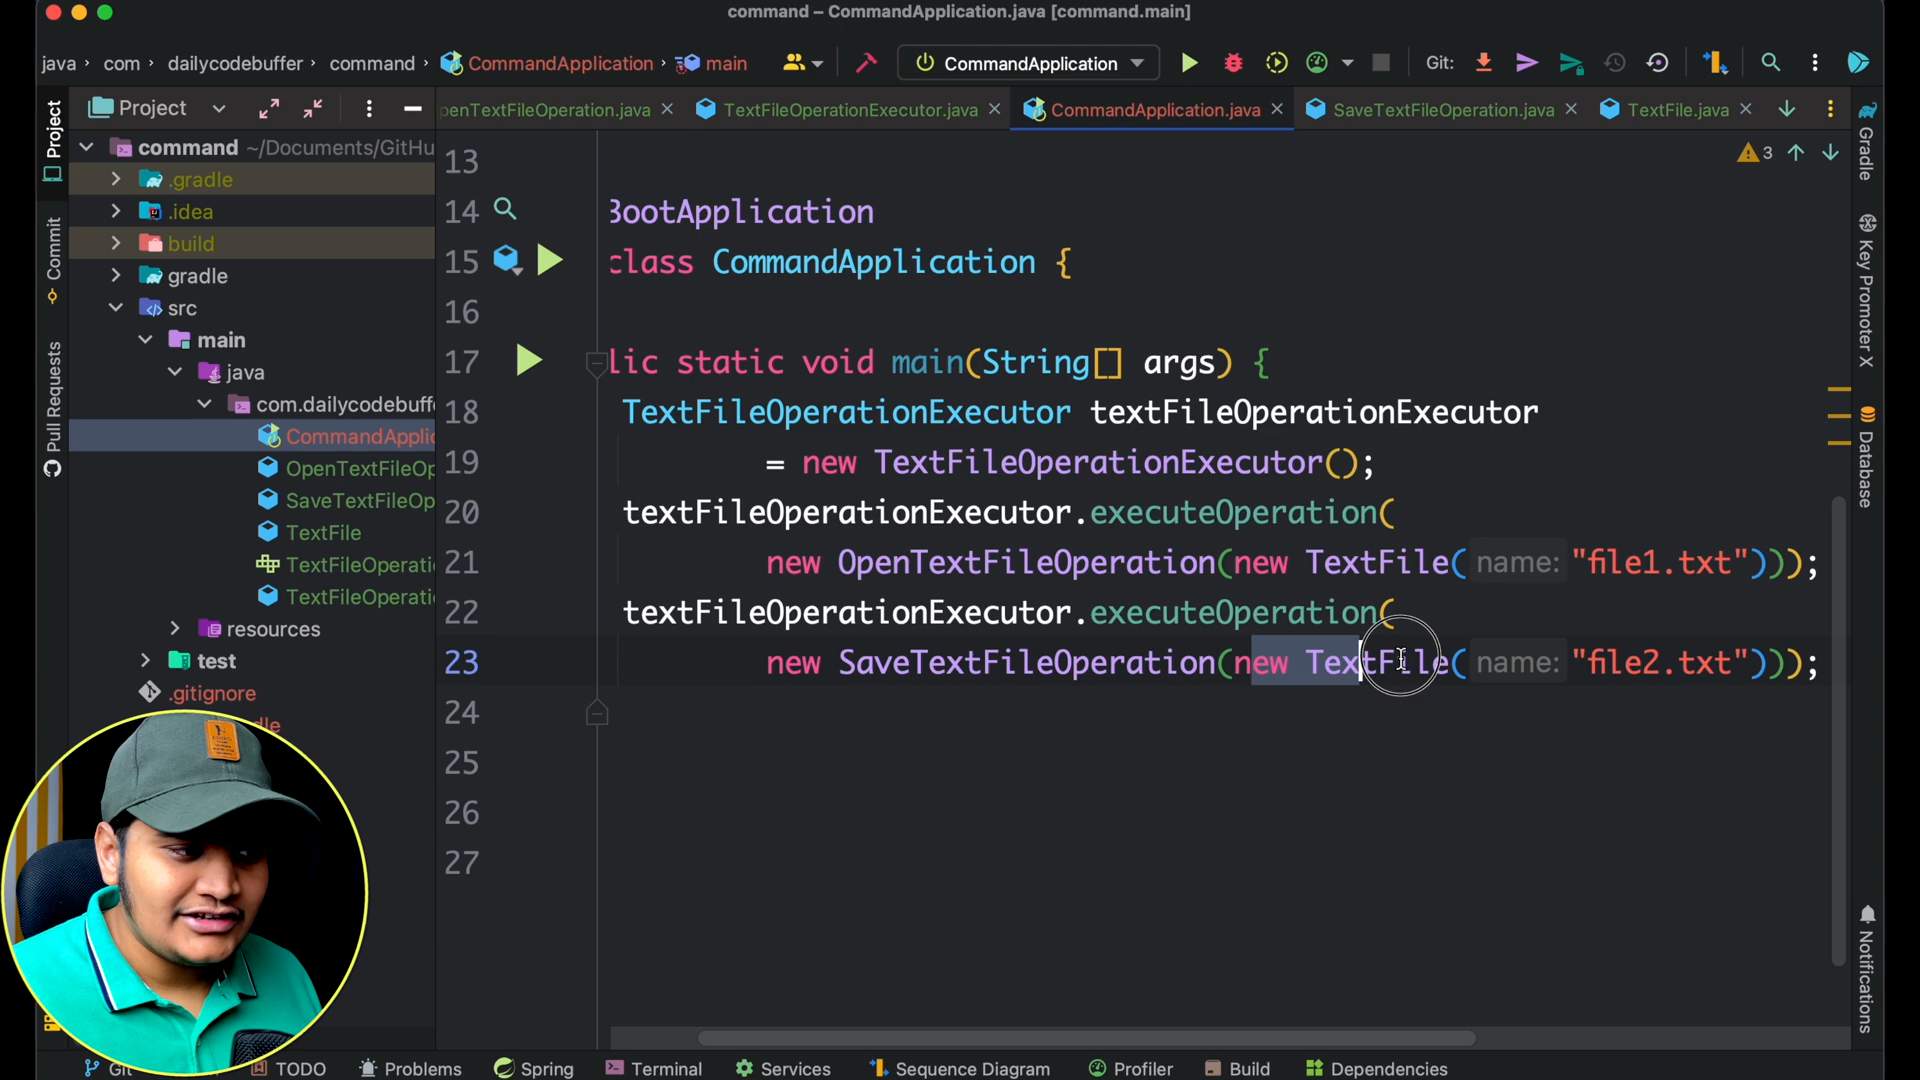 command – CommandApplication.java [command.main]
java › com › dailycodebuffer › command › CommandApplication › main
CommandApplication
Git:
Project
penTextFileOperation.java
TextFileOperationExecutor.java
CommandApplication.java
SaveTextFileOperation.java
TextFile.java
Project
Commit
Pull Requests
command ~/Documents/GitHu
.gradle
.idea
build
gradle
src
main
java
com.dailycodebuff
CommandApplic
OpenTextFileOp
SaveTextFileOp
TextFile
TextFileOperati
TextFileOperati
resources
test
.gitignore
3
13
14 BootApplication
15 class CommandApplication {
16
17 lic static void main(String[] args) {
18 TextFileOperationExecutor textFileOperationExecutor
19 = new TextFileOperationExecutor();
20 textFileOperationExecutor.executeOperation(
21 new OpenTextFileOperation(new TextFile( name: "file1.txt")));
22 textFileOperationExecutor.executeOperation(
23 new SaveTextFileOperation(new TextFile( name: "file2.txt")));
24
25
26
27
Gradle
Key Promoter X
Database
Notifications
Git
TODO
Problems
Spring
Terminal
Services
Sequence Diagram
Profiler
Build
Dependencies